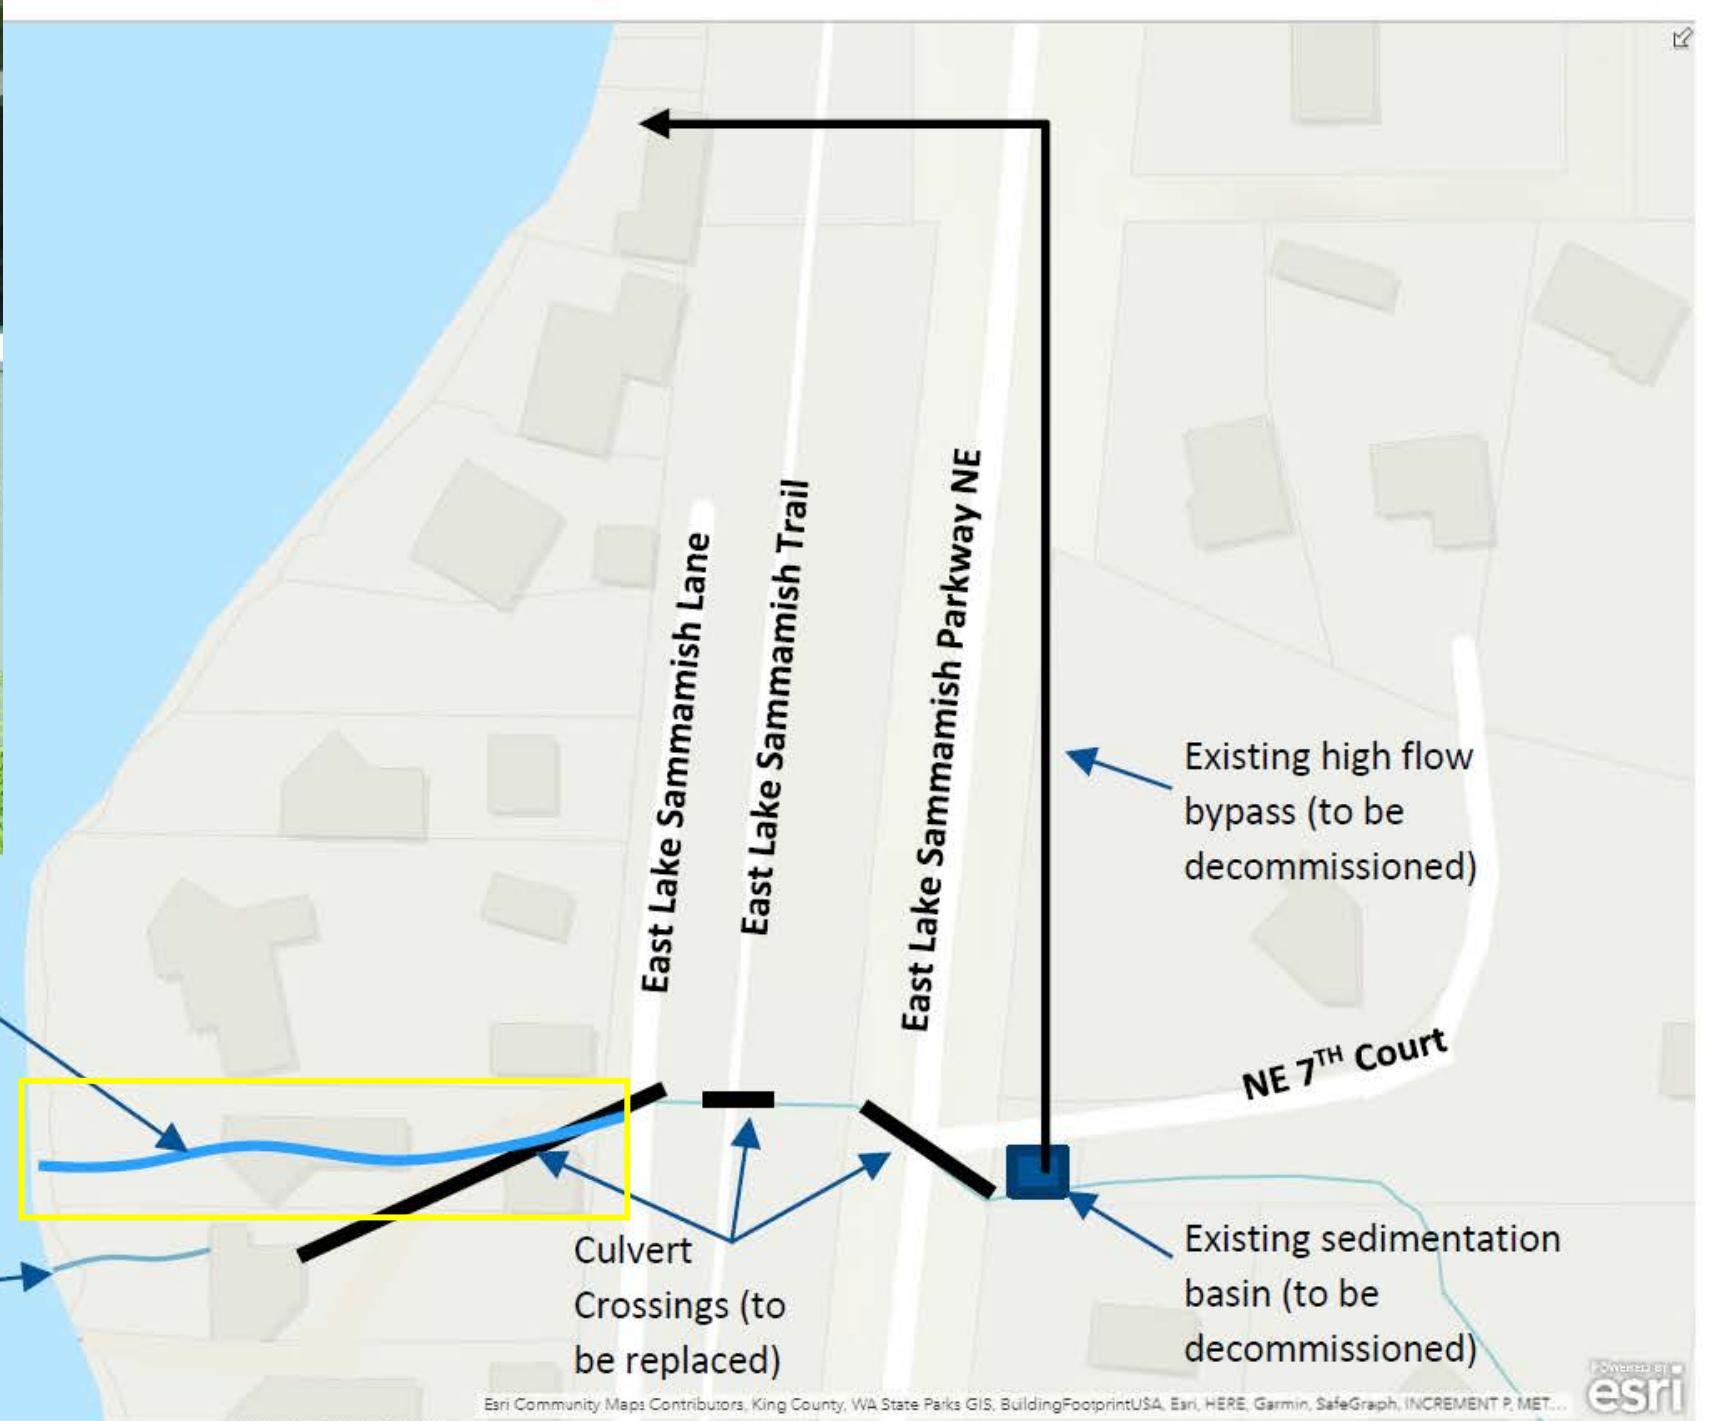 East Lake Sammamish Lane
East Lake Sammamish Trail
East Lake Sammamish Parkway NE
Existing high flow
bypass (to be
decommissioned)
NE 7TH Court
Culvert
Crossings (to
be replaced)
Existing sedimentation
basin (to be
decommissioned)
POWERED BY
esri
Esri Community Maps Contributors, King County, WA State Parks GIS, BuildingFootprintUSA, Esri, HERE, Garmin, SafeGraph, INCREMENT P, MET...